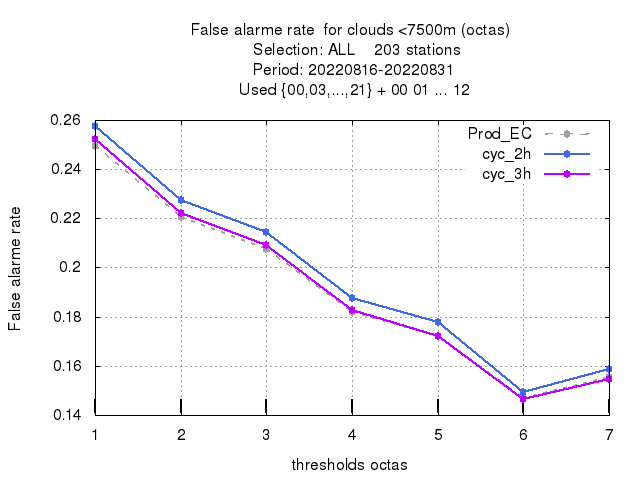 False alarme rate  for clouds <7500m (octas)
Selection: ALL    203 stations
Period: 20220816-20220831
Used {00,03,...,21} + 00 01 ... 12
0.26
0.24
0.22
0.2
0.18
0.16
0.14
False alarme rate
Prod_EC
cyc_2h
cyc_3h
1 2 3 4 5 6 7
thresholds octas